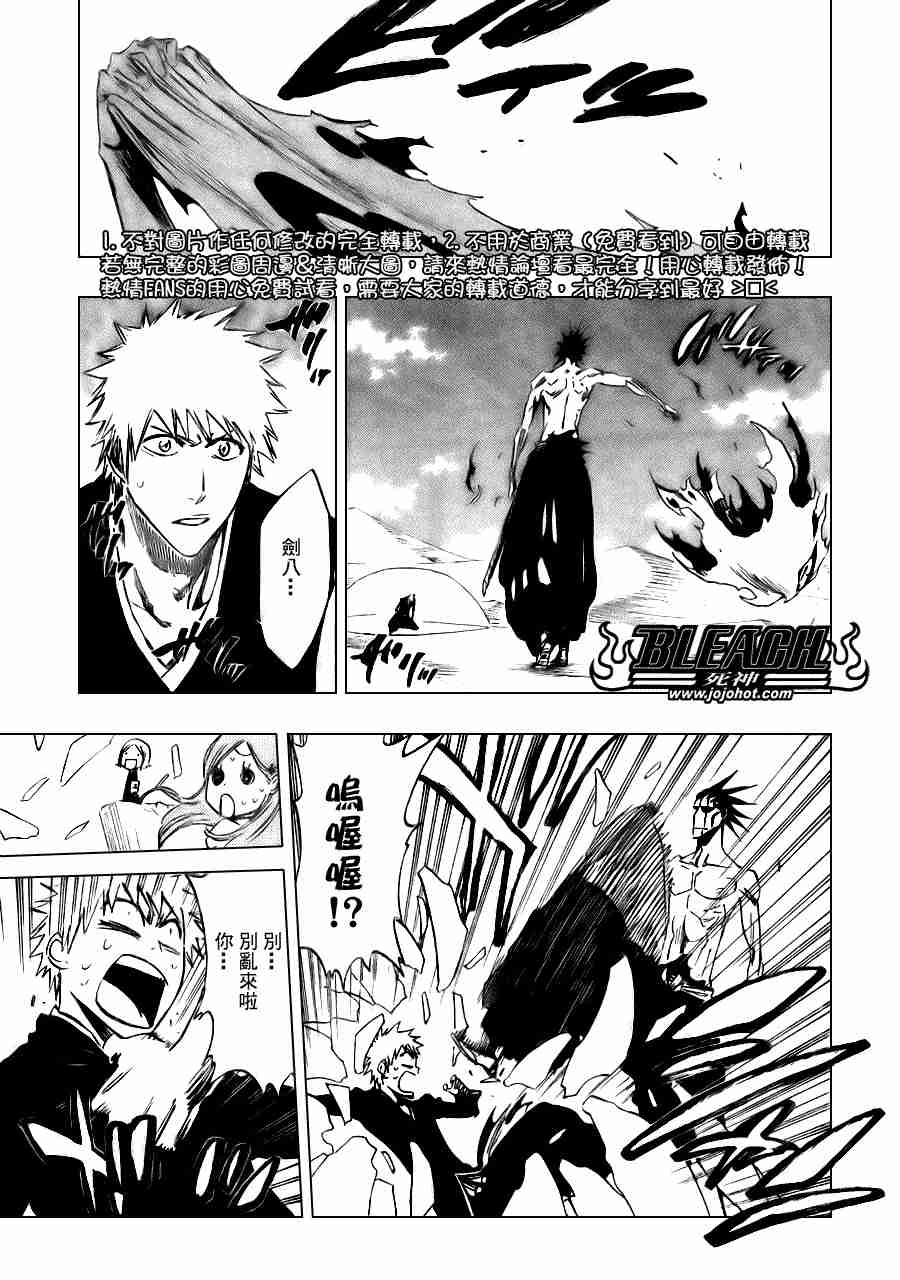 1. 不對圖片作任何修改的完全轉載，2. 不用於商業（免費看到）可自由轉載
若無完整的彩圖周邊&清晰大圖，請來熱情論壇看最完全！用心轉載發佈！
熱情FANS的用心免費試看，需要大家的轉載道德，才能分享到最好 >□<
劍八…
BLEACH
死神
www.jojohot.com
嗚喔喔!?
別…
別亂來啦
你…